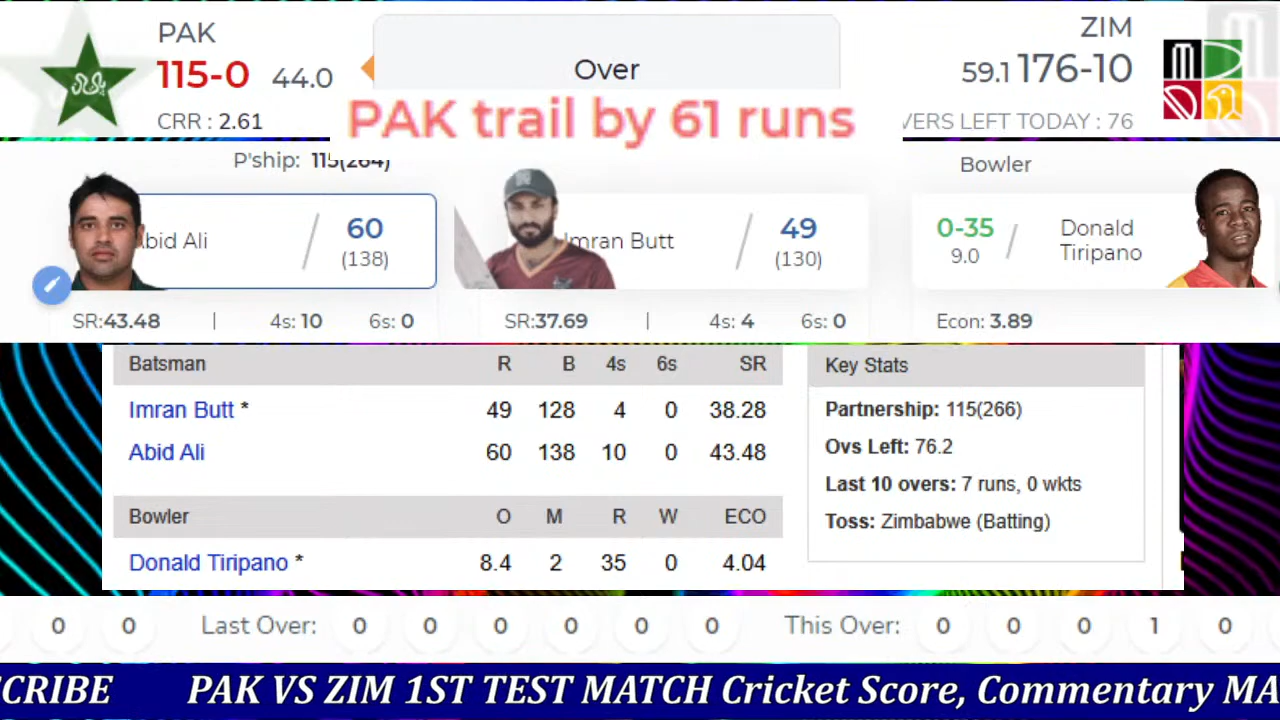 PAK
115-0 44.0
CRR : 2.61
Over
PAK trail by 61 runs
ZIM
59.1 176-10
VERS LEFT TODAY : 76
P'ship: 115(264)
Bowler
bid Ali
60
(138)
Imran Butt
49
(130)
0-35
9.0
Donald
Tiripano
SR:43.48 | 4s: 10 6s: 0
SR:37.69 | 4s: 4 6s: 0
Econ: 3.89
Batsman R B 4s 6s SR
Imran Butt * 49 128 4 0 38.28
Abid Ali 60 138 10 0 43.48
Bowler O M R W ECO
Donald Tiripano * 8.4 2 35 0 4.04
Key Stats
Partnership: 115(266)
Ovs Left: 76.2
Last 10 overs: 7 runs, 0 wkts
Toss: Zimbabwe (Batting)
0 0 Last Over: 0 0 0 0 0 0 This Over: 0 0 0 1 0
CRIBE PAK VS ZIM 1ST TEST MATCH Cricket Score, Commentary MA